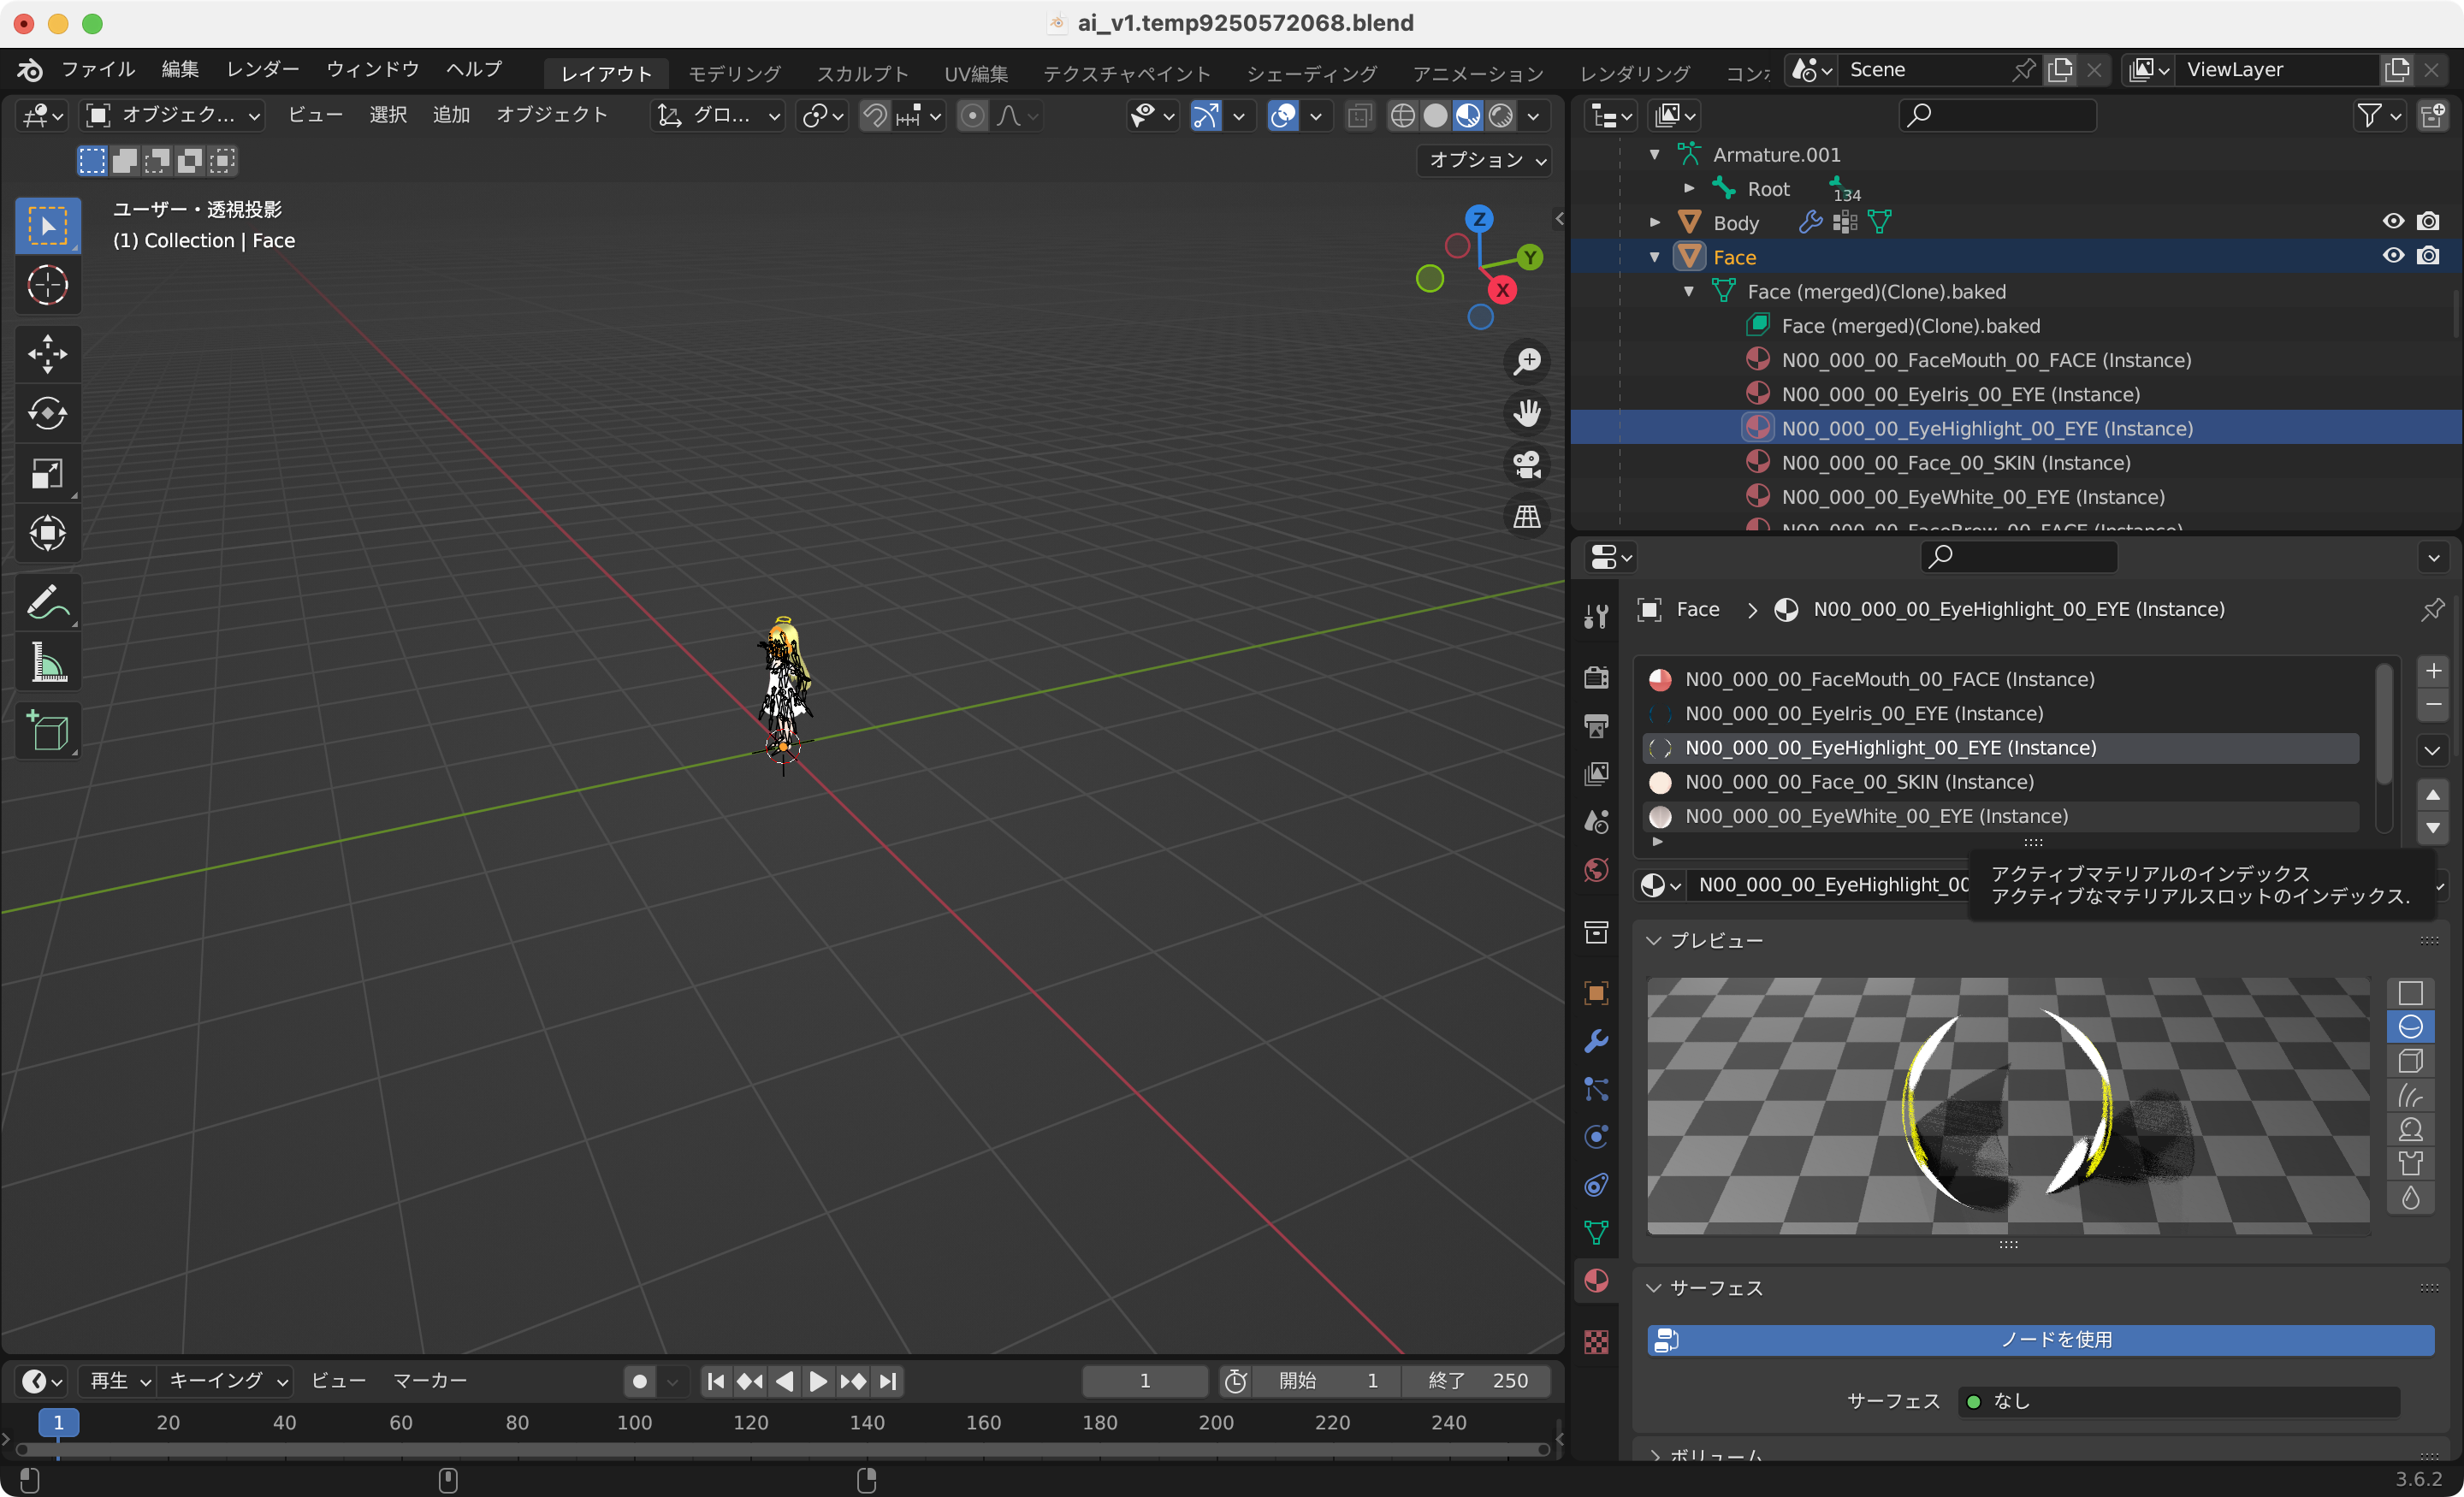 ai_v1.temp9250572068.blend
ファイル 編集 レンダー ウィンドウ ヘルプ レイアウト モデリング スカルプト UV編集 テクスチャペイント シェーディング アニメーション レンダリング Scene ViewLayer
オブジェク... ビュー 選択 追加 オブジェクト グロ...
オプション
ユーザー・透視投影
(1) Collection | Face
Z
Y
X
Armature.001
Root 134
Body
Face
Face (merged)(Clone).baked
Face (merged)(Clone).baked
N00_000_00_FaceMouth_00_FACE (Instance)
N00_000_00_EyeIris_00_EYE (Instance)
N00_000_00_EyeHighlight_00_EYE (Instance)
N00_000_00_Face_00_SKIN (Instance)
N00_000_00_EyeWhite_00_EYE (Instance)
N00_000_00_FaceBrow_00_FACE (Instance)
Face > N00_000_00_EyeHighlight_00_EYE (Instance)
N00_000_00_FaceMouth_00_FACE (Instance)
N00_000_00_EyeIris_00_EYE (Instance)
N00_000_00_EyeHighlight_00_EYE (Instance)
N00_000_00_Face_00_SKIN (Instance)
N00_000_00_EyeWhite_00_EYE (Instance)
N00_000_00_EyeHighlight_00
アクティブマテリアルのインデックス
アクティブなマテリアルスロットのインデックス.
プレビュー
サーフェス
ノードを使用
サーフェス なし
ボリューム
再生 キーイング ビュー マーカー 1 開始 1 終了 250
1 20 40 60 80 100 120 140 160 180 200 220 240
3.6.2